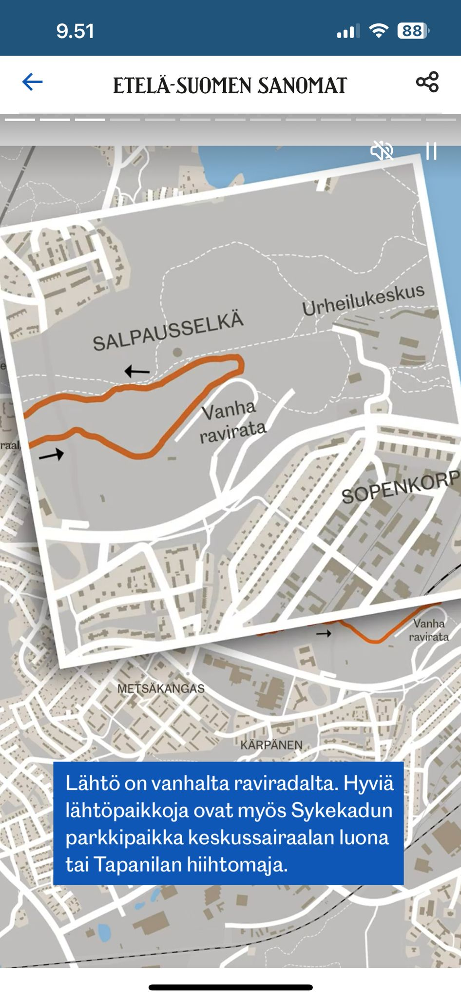 9.51
88
ETELÄ-SUOMEN SANOMAT
Urheilukeskus
SALPAUSSELKÄ
Vanha
ravirata
raal
SOPENKORP
Vanha
ravirata
METSÄKANGAS
KÄRPÄNEN
Lähtö on vanhalta raviradalta. Hyviä
lähtöpaikkoja ovat myös Sykekadun
parkkipaikka keskussairaalan luona
tai Tapanilan hiihtomaja.